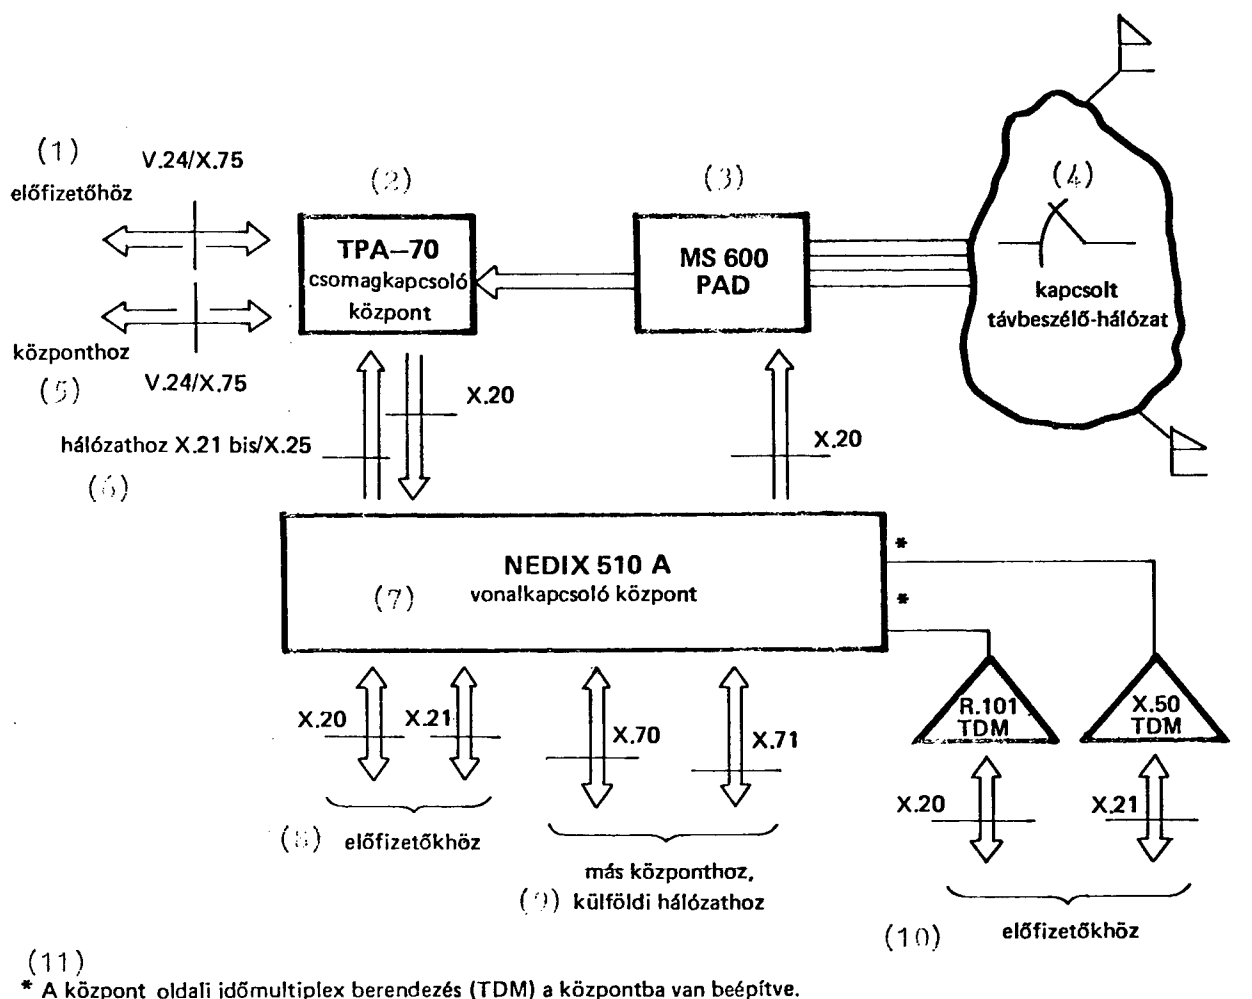 (1)
V.24/X.75
előfizetőhöz
(2)
TPA–70
csomagkapcsoló
központ
(3)
MS 600
PAD
(4)
kapcsolt
távbeszélő-hálózat
központhoz
(5)
V.24/X.75
X.20
hálózathoz X.21 bis/X.25
(6)
X.20
NEDIX 510 A
(7)
vonalkapcsoló központ
*
*
R.101
TDM
X.50
TDM
X.20
X.21
X.70
X.71
X.20
X.21
(8)
előfizetőkhöz
más központhoz,
(9) külföldi hálózathoz
(10)
előfizetőkhöz
(11)
* A központ oldali időmultiplex berendezés (TDM) a központba van beépítve.